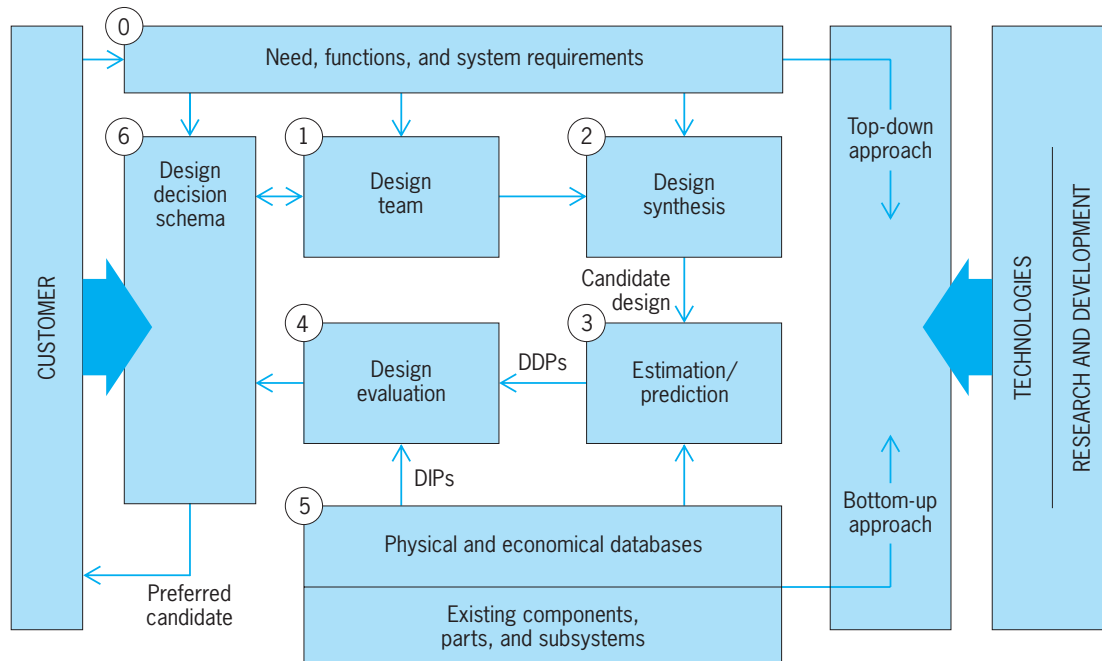 0
Need, functions, and system requirements
CUSTOMER
6
Design
decision
schema
1
Design
team
2
Design
synthesis
Top-down
approach
Candidate
design
4
Design
evaluation
DDPs
3
Estimation/
prediction
TECHNOLOGIES
RESEARCH AND DEVELOPMENT
DIPs
5
Physical and economical databases
Bottom-up
approach
Preferred
candidate
Existing components,
parts, and subsystems